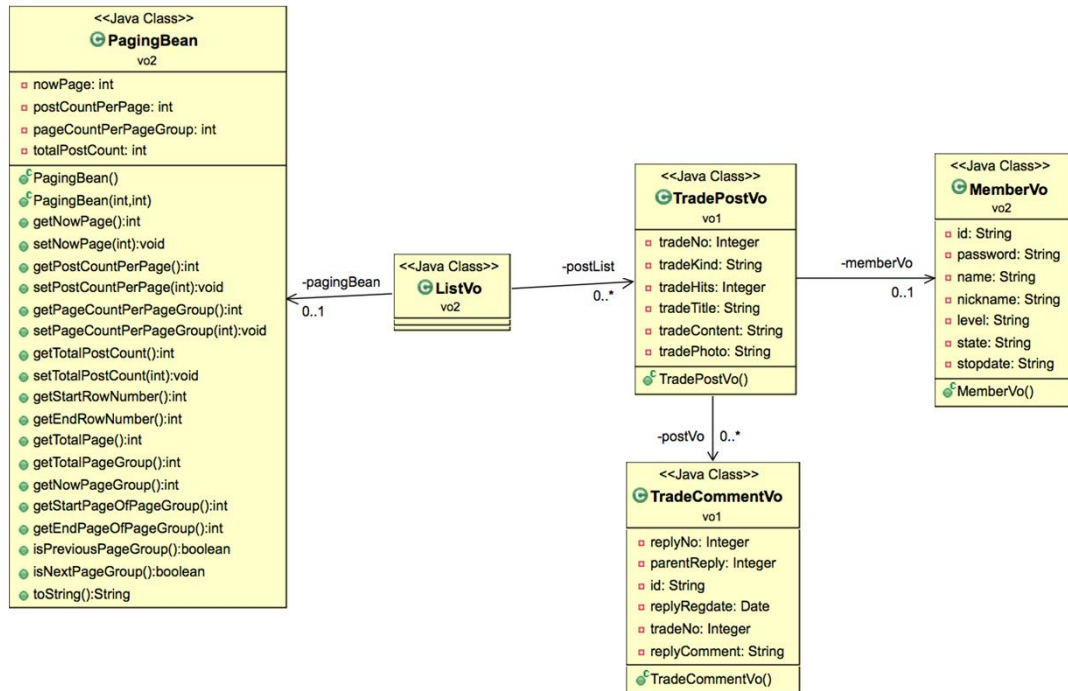 <<Java Class>>
PagingBean
vo2
nowPage: int
postCountPerPage: int
pageCountPerPageGroup: int
totalPostCount: int
PagingBean()
PagingBean(int,int)
getNowPage():int
setNowPage(int):void
getPostCountPerPage():int
setPostCountPerPage(int):void
getPageCountPerPageGroup():int
setPageCountPerPageGroup(int):void
getTotalPostCount():int
setTotalPostCount(int):void
getStartRowNumber():int
getEndRowNumber():int
getTotalPage():int
getTotalPageGroup():int
getNowPageGroup():int
getStartPageOfPageGroup():int
getEndPageOfPageGroup():int
isPreviousPageGroup():boolean
isNextPageGroup():boolean
toString():String
-pagingBean
0..1
<<Java Class>>
ListVo
vo2
-postList
0..*
<<Java Class>>
TradePostVo
vo1
tradeNo: Integer
tradeKind: String
tradeHits: Integer
tradeTitle: String
tradeContent: String
tradePhoto: String
TradePostVo()
-memberVo
0..1
<<Java Class>>
MemberVo
vo2
id: String
password: String
name: String
nickname: String
level: String
state: String
stopdate: String
MemberVo()
-postVo
0..*
<<Java Class>>
TradeCommentVo
vo1
replyNo: Integer
parentReply: Integer
id: String
replyRegdate: Date
tradeNo: Integer
replyComment: String
TradeCommentVo()